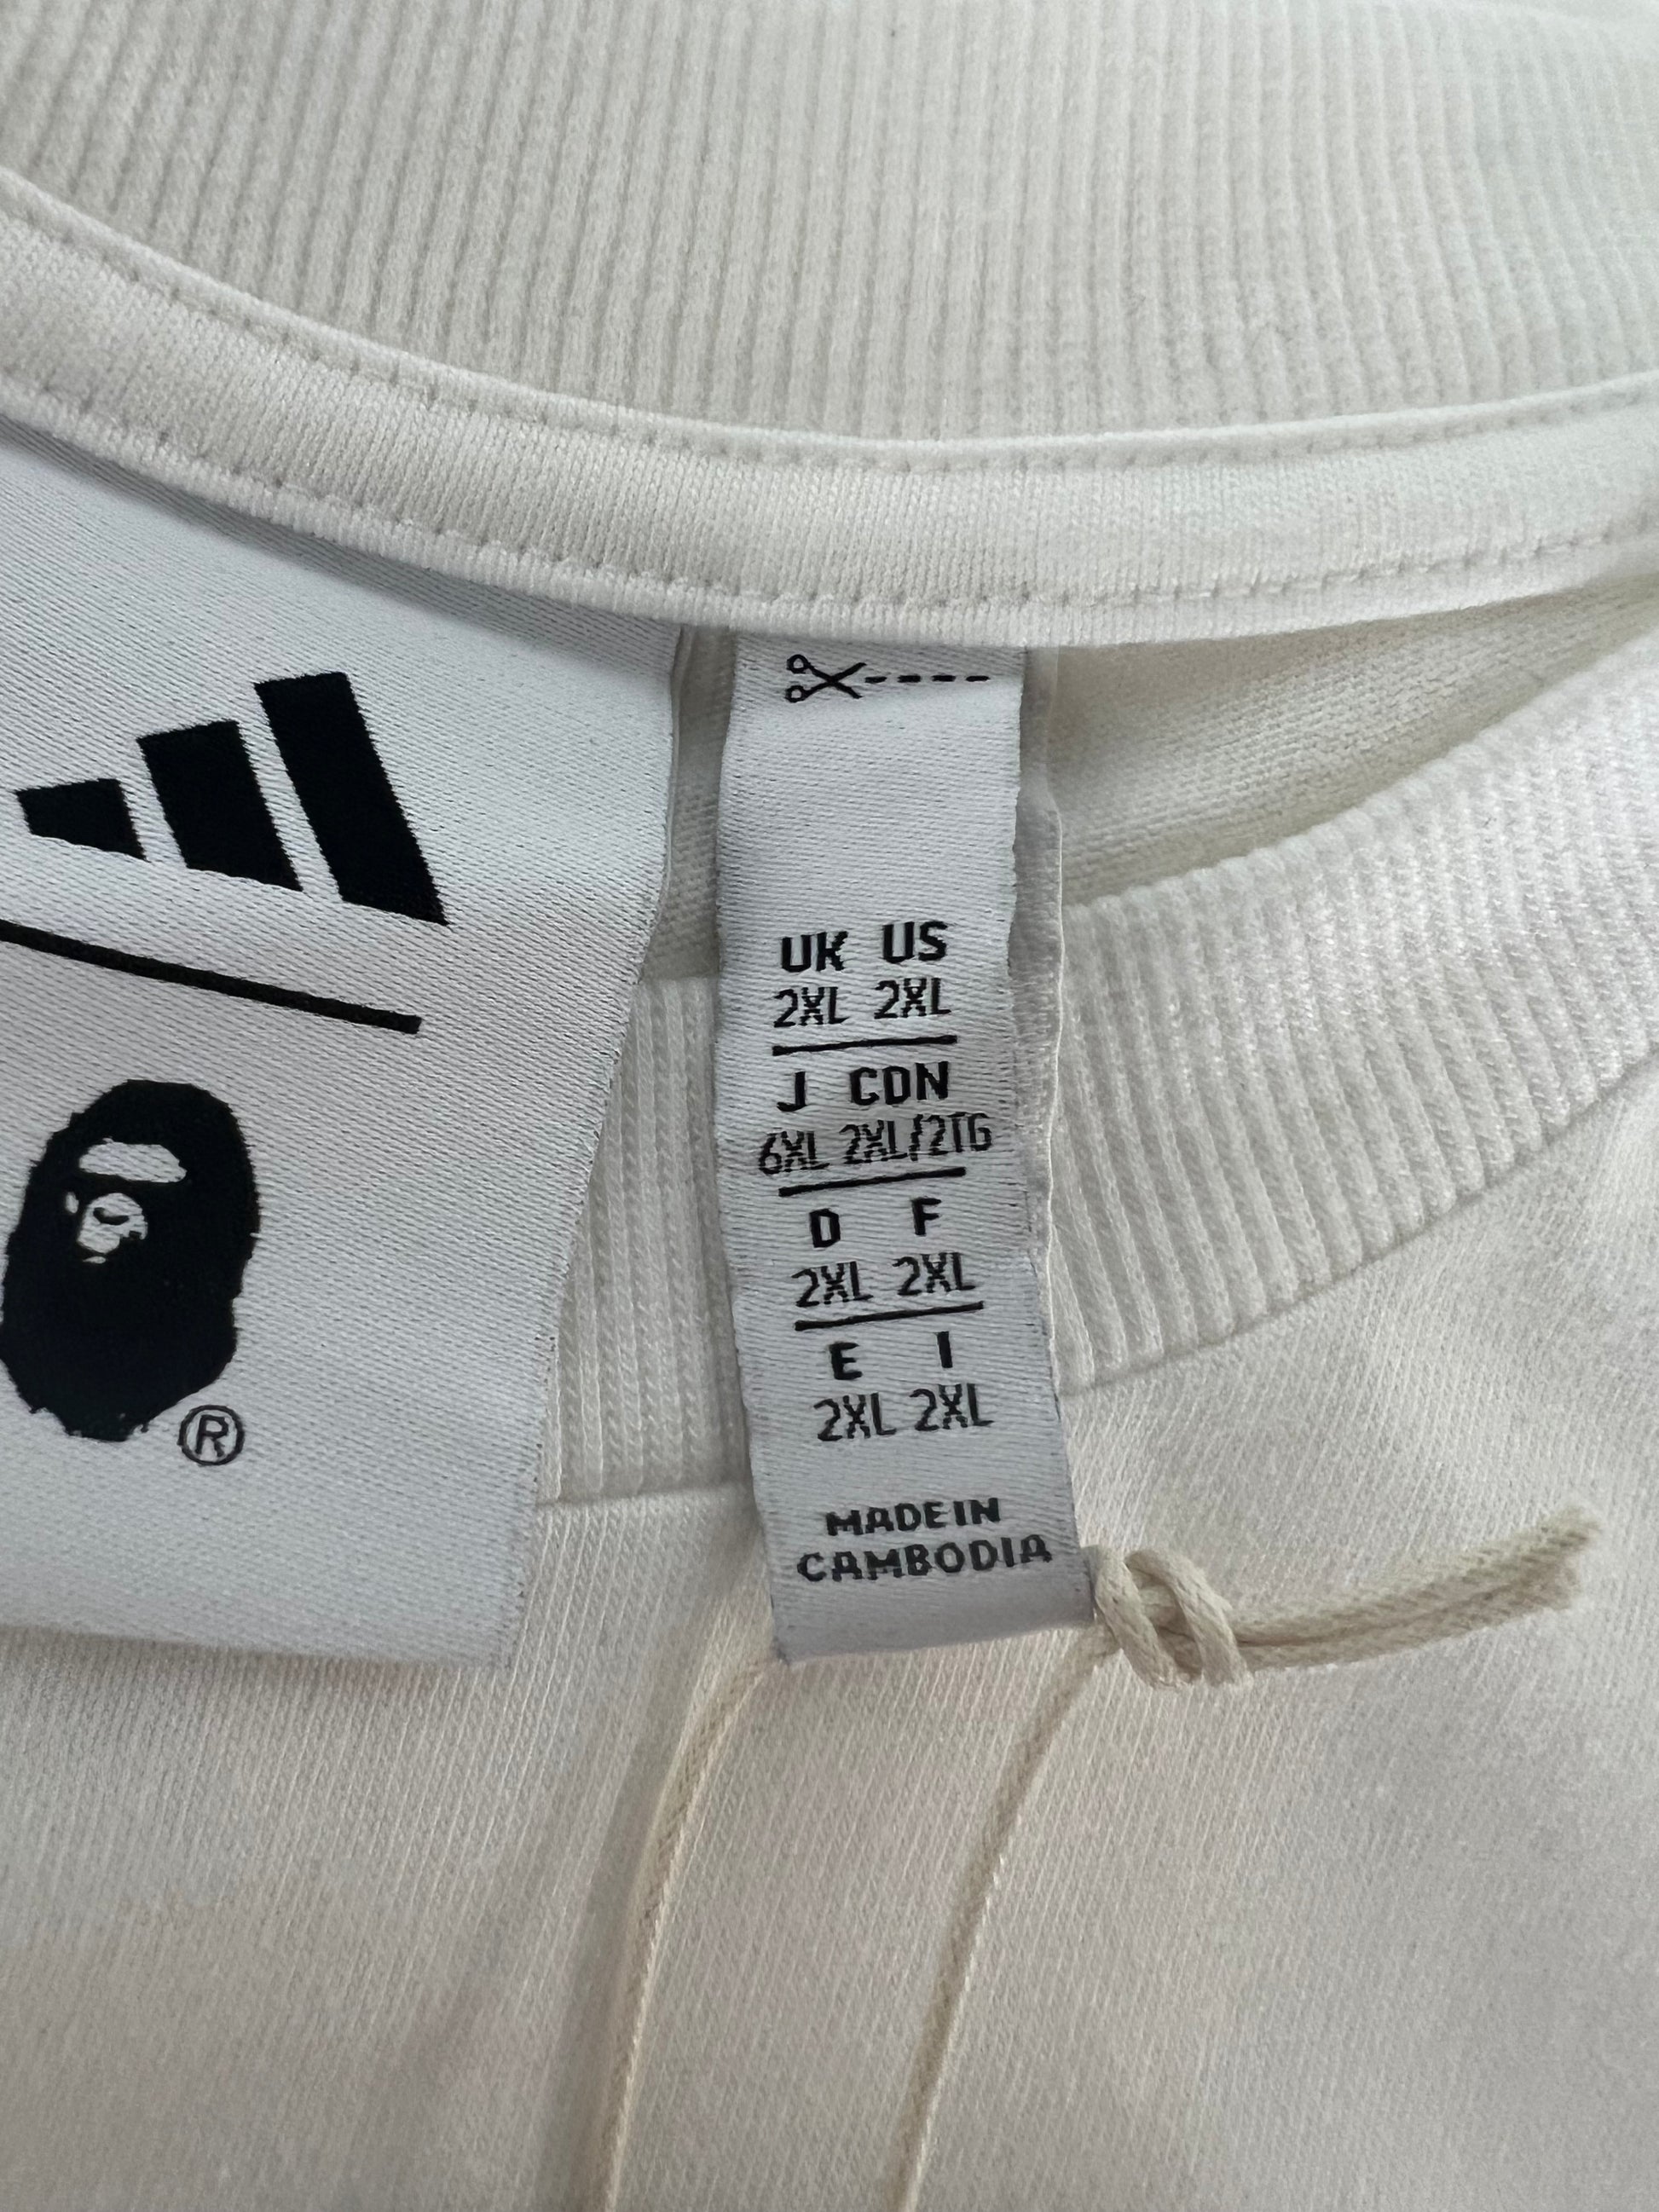 ®
UK US
2XL 2XL
J CDN
6XL 2XL/2TG
D F
2XL 2XL
E I
2XL 2XL
MADE IN
CAMBODIA